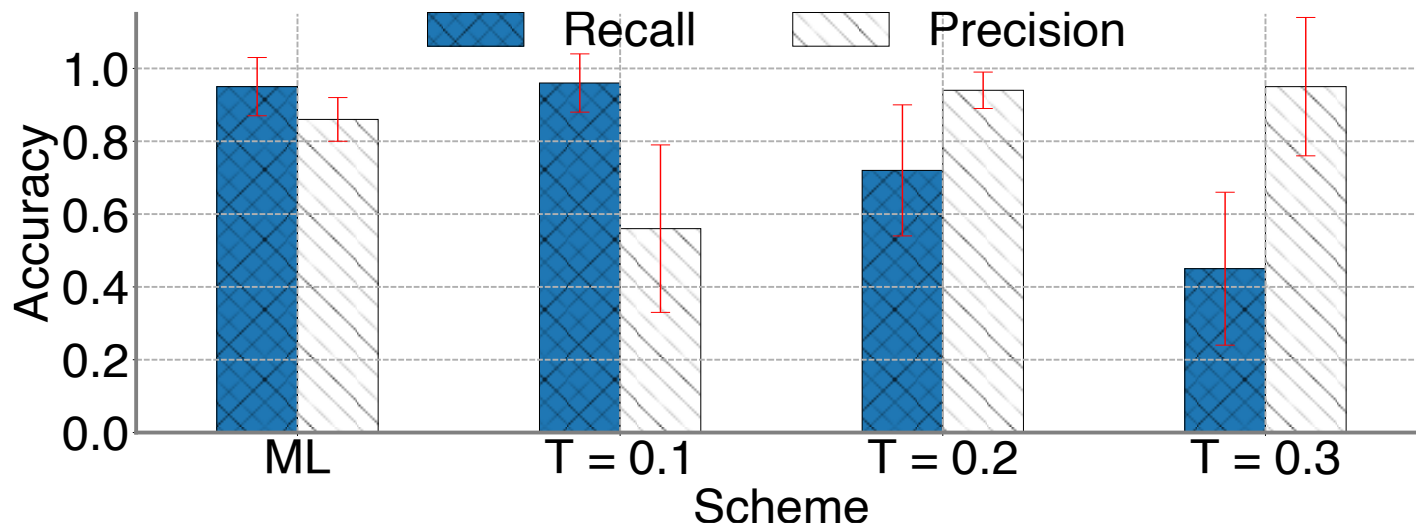 Recall Precision
Accuracy
1.0
0.8
0.6
0.4
0.2
0.0
ML T = 0.1 T = 0.2 T = 0.3
Scheme